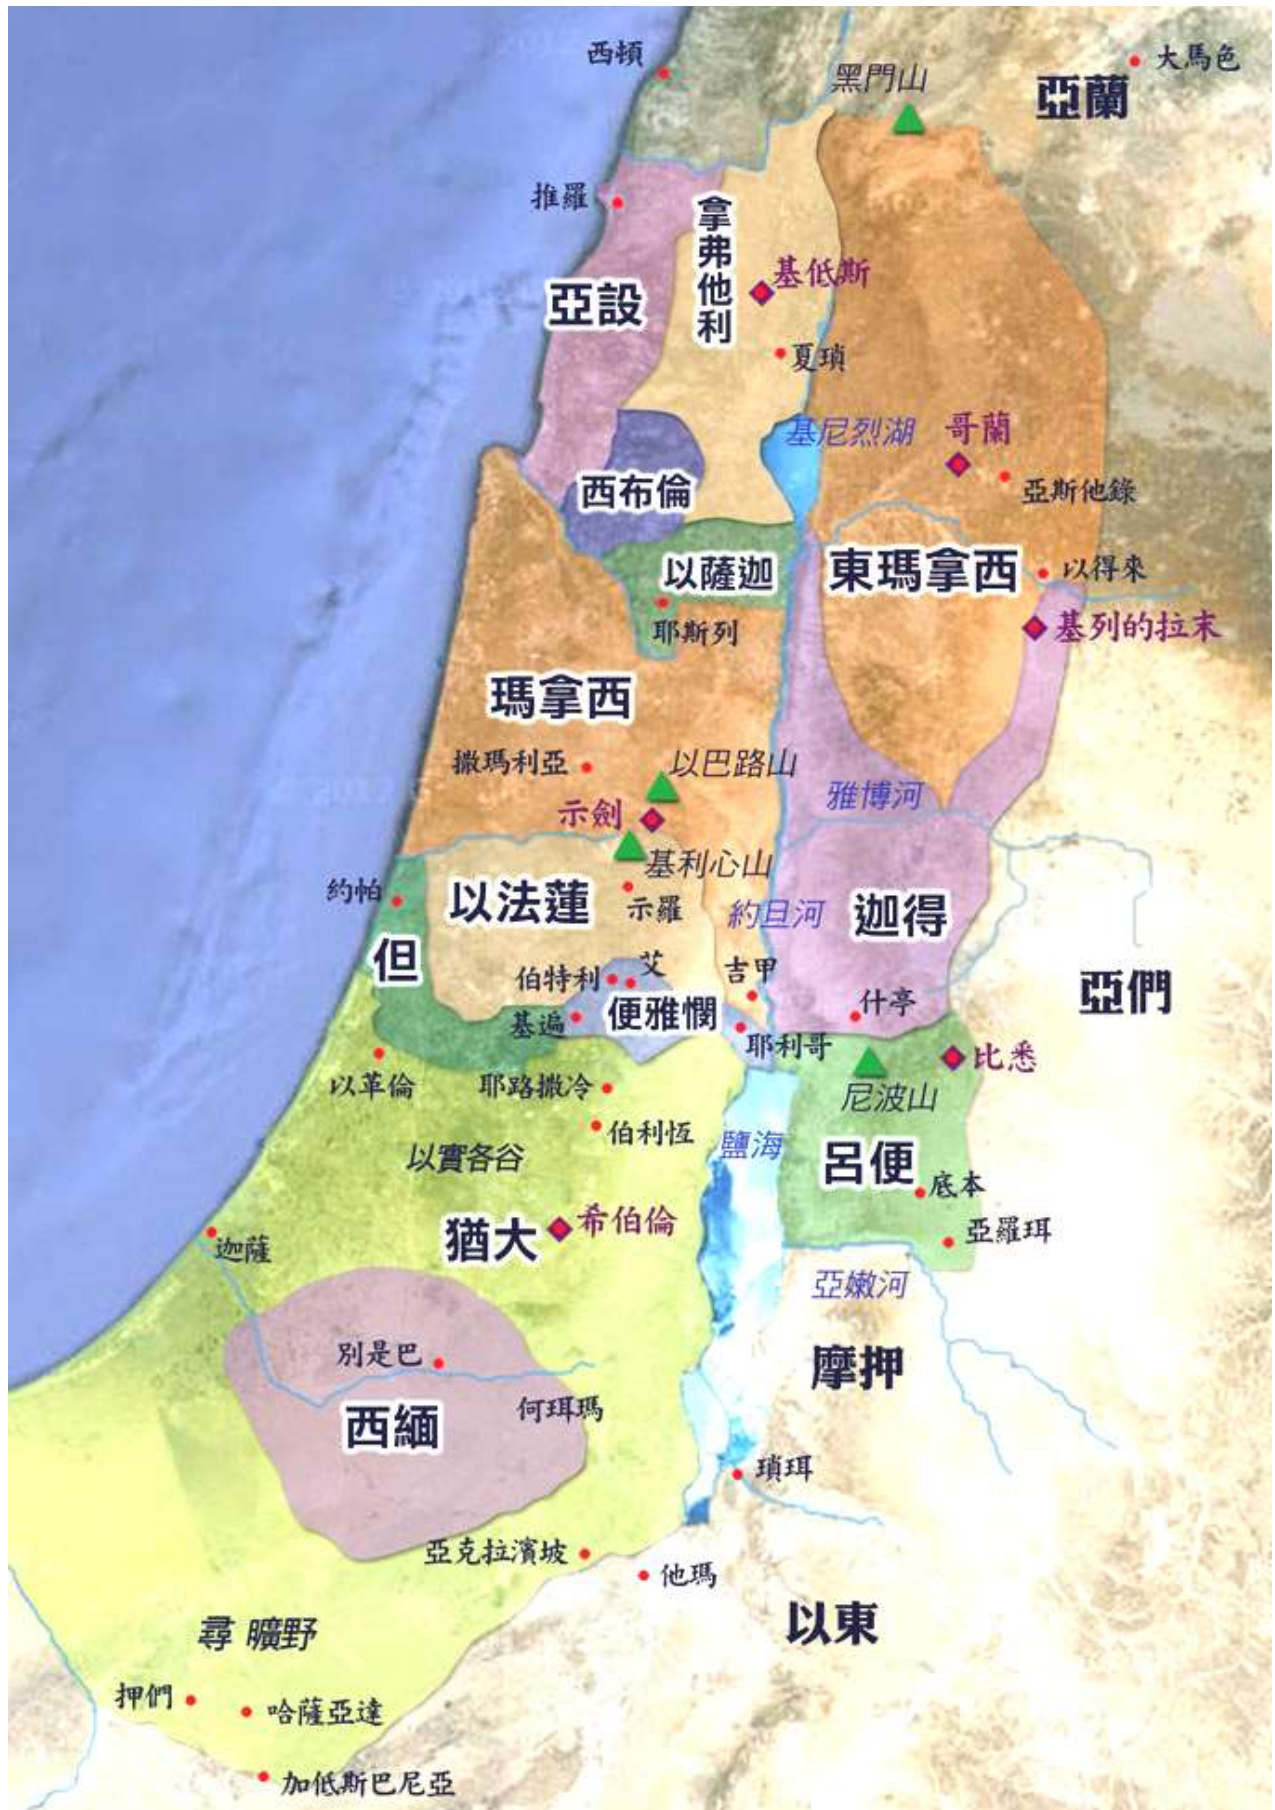 西頓
大馬色
黑門山
亞蘭
推羅
拿弗他利
基低斯
亞設
夏瑣
基尼烈湖
哥蘭
西布倫
亞斯他錄
以薩迦
東瑪拿西
以得來
耶斯列
基列的拉末
瑪拿西
撒瑪利亞
以巴路山
雅博河
示劍
基利心山
約帕
以法蓮
示羅
約旦河
迦得
但
伯特利
艾
吉甲
亞們
基遍
便雅憫
什亭
耶利哥
比悉
以革倫
耶路撒冷
尼波山
伯利恆
以實各谷
鹽海
呂便
底本
猶大
希伯倫
迦薩
亞羅珥
亞嫩河
別是巴
摩押
西緬
何珥瑪
瑣珥
亞克拉濱坡
他瑪
尋 曠野
以東
押們
哈薩亞達
加低斯巴尼亞